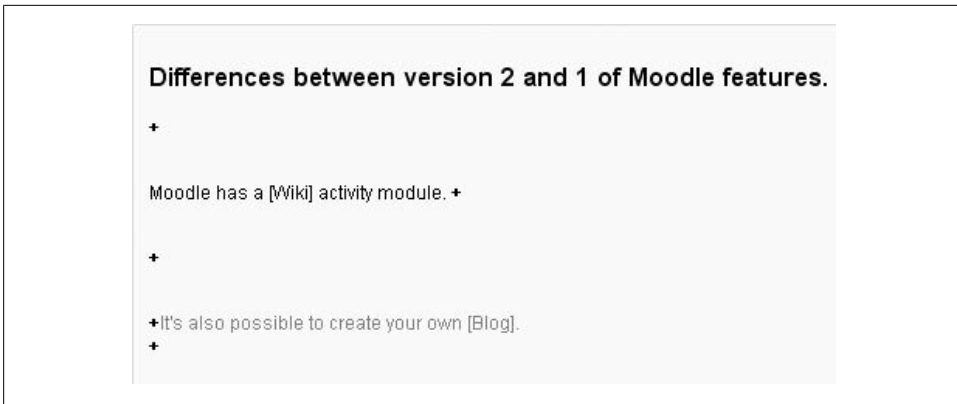 Differences between version 2 and 1 of Moodle features.
+
Moodle has a [Wiki] activity module. +
+
+It's also possible to create your own [Blog].
+